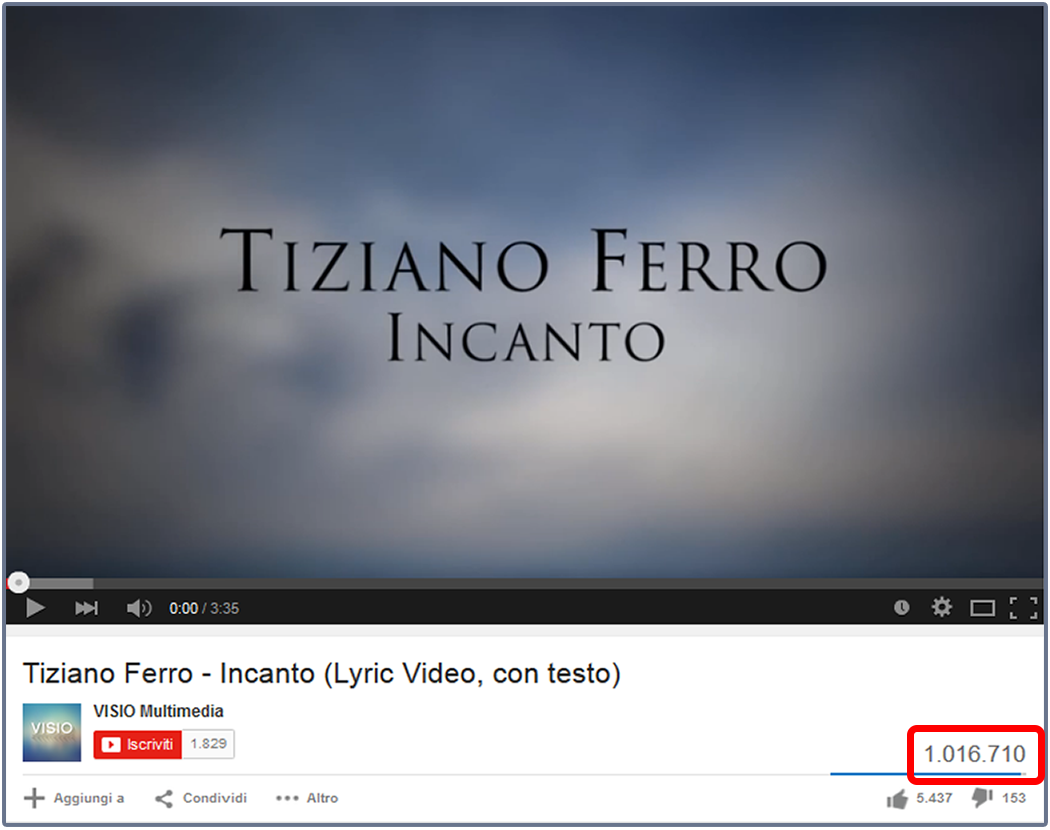 TIZIANO FERRO
INCANTO
0:00 / 3:35
Tiziano Ferro - Incanto (Lyric Video, con testo)
VISIO
VISIO Multimedia
Iscriviti 1.829
1.016.710
Aggiungi a Condividi Altro 5.437 153